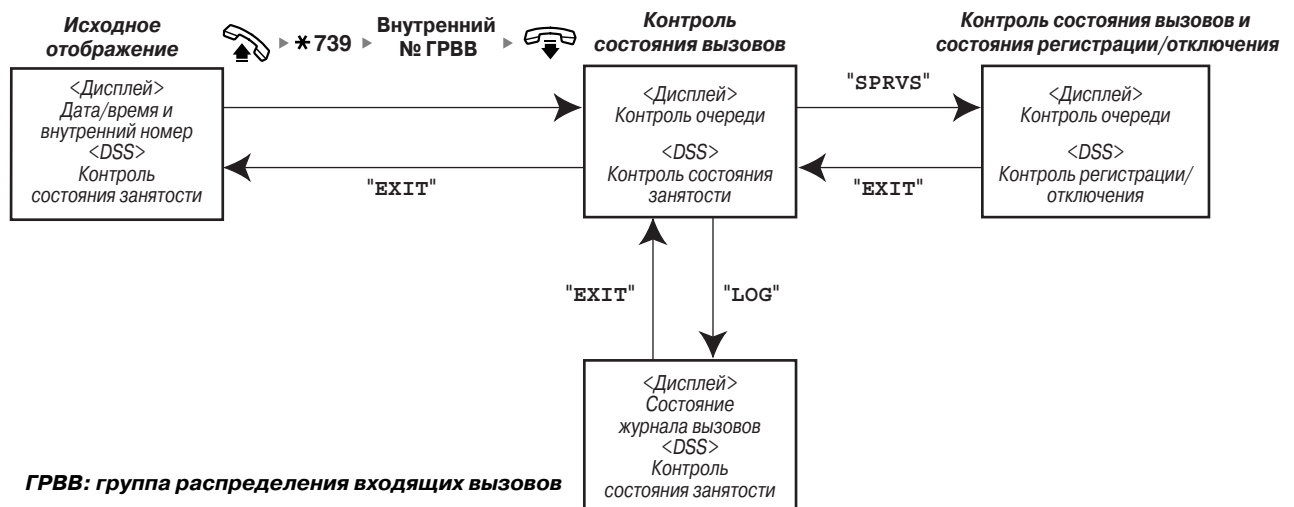 Исходное
отображение
*739
Внутренний
№ ГРВВ
Контроль
состояния вызовов
Контроль состояния вызовов и
состояния регистрации/отключения
<Дисплей>
Дата/время и
внутренний номер
<DSS>
Контроль
состояния занятости
"EXIT"
<Дисплей>
Контроль очереди
<DSS>
Контроль состояния
занятости
"SPRVS"
"EXIT"
<Дисплей>
Контроль очереди
<DSS>
Контроль регистрации/
отключения
"EXIT"
"LOG"
<Дисплей>
Состояние
журнала вызовов
<DSS>
Контроль
состояния занятости
ГРВВ: группа распределения входящих вызовов